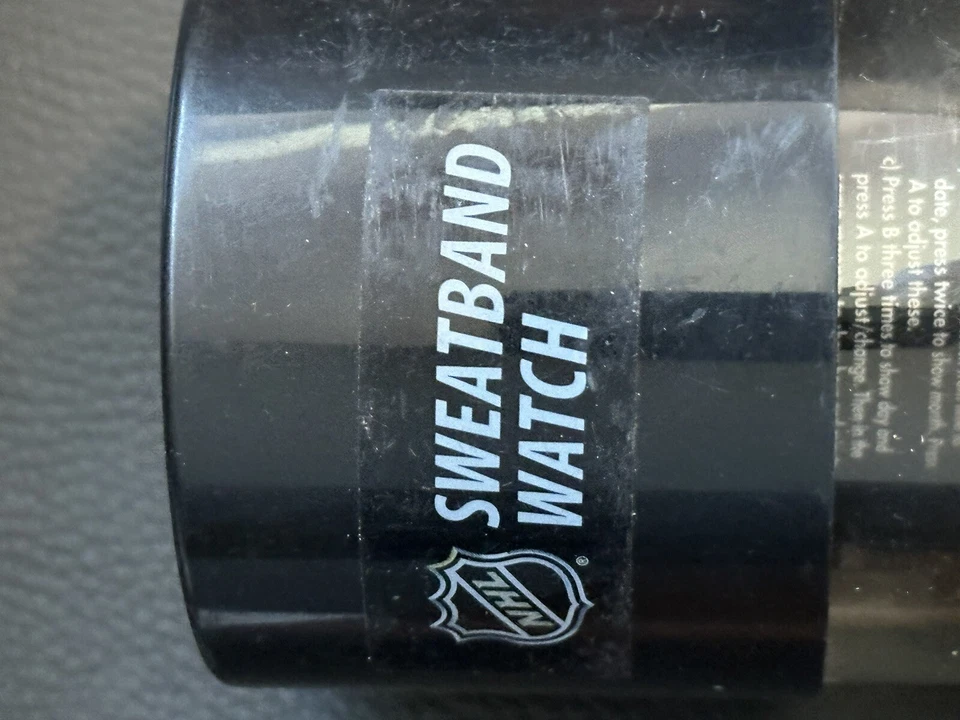 SWEATBAND
WATCH
NHL
®
date, press twice to show month. Then
A to adjust these.
c) Press B three times to show day and
press A to adjust/change. Then in the